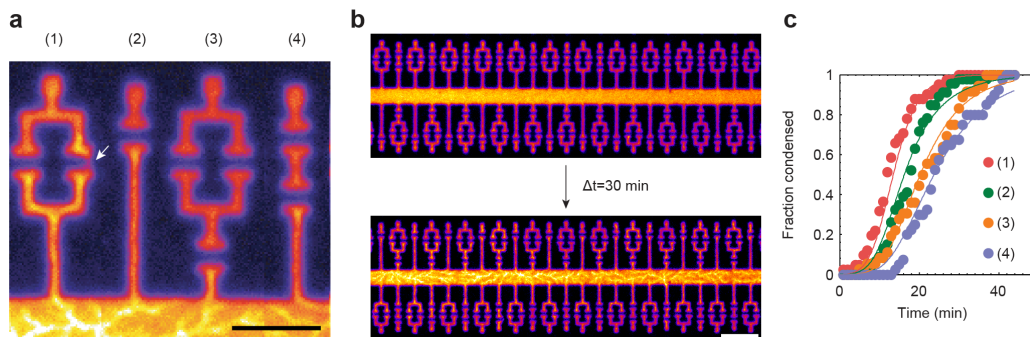 a
(1) (2) (3) (4)
b
Δt=30 min
c
Fraction condensed
1
0.8
0.6
0.4
0.2
0
(1)
(2)
(3)
(4)
0 20 40
Time (min)